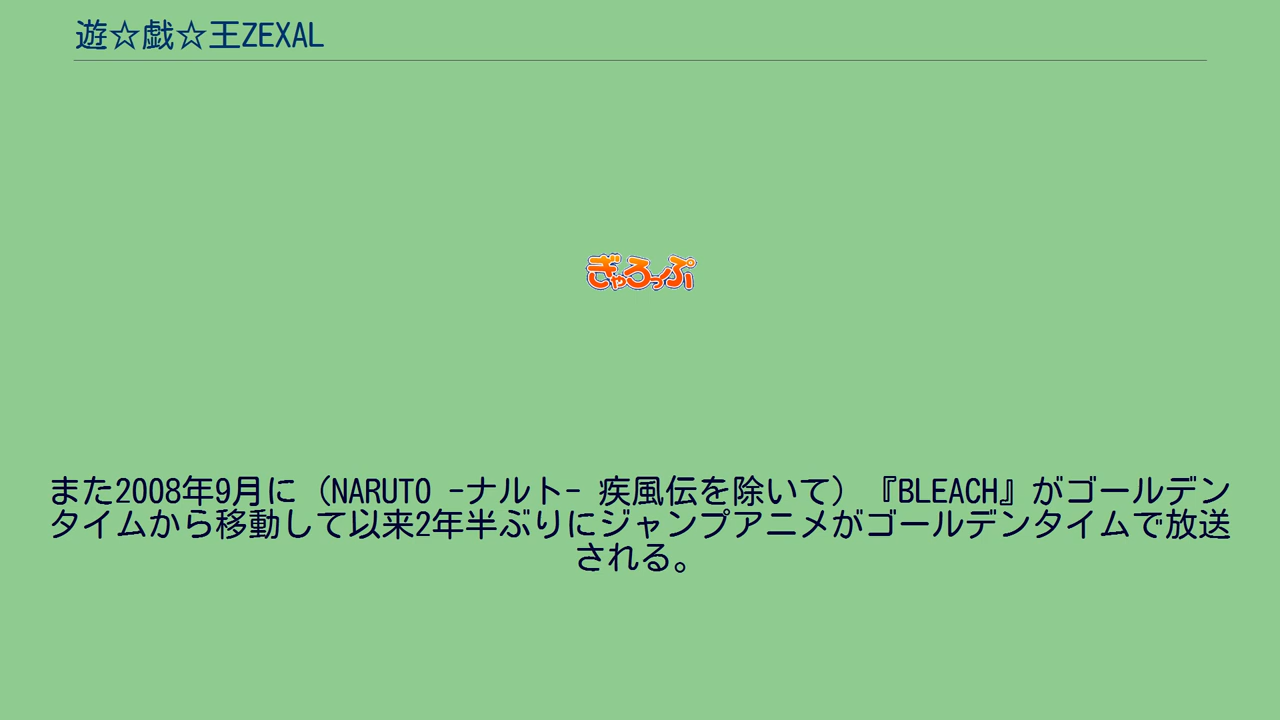 遊☆戯☆王ZEXAL
ぎゃろっぷ
また2008年9月に（NARUTO -ナルト- 疾風伝を除いて）『BLEACH』がゴールデン
タイムから移動して以来2年半ぶりにジャンプアニメがゴールデンタイムで放送
される。